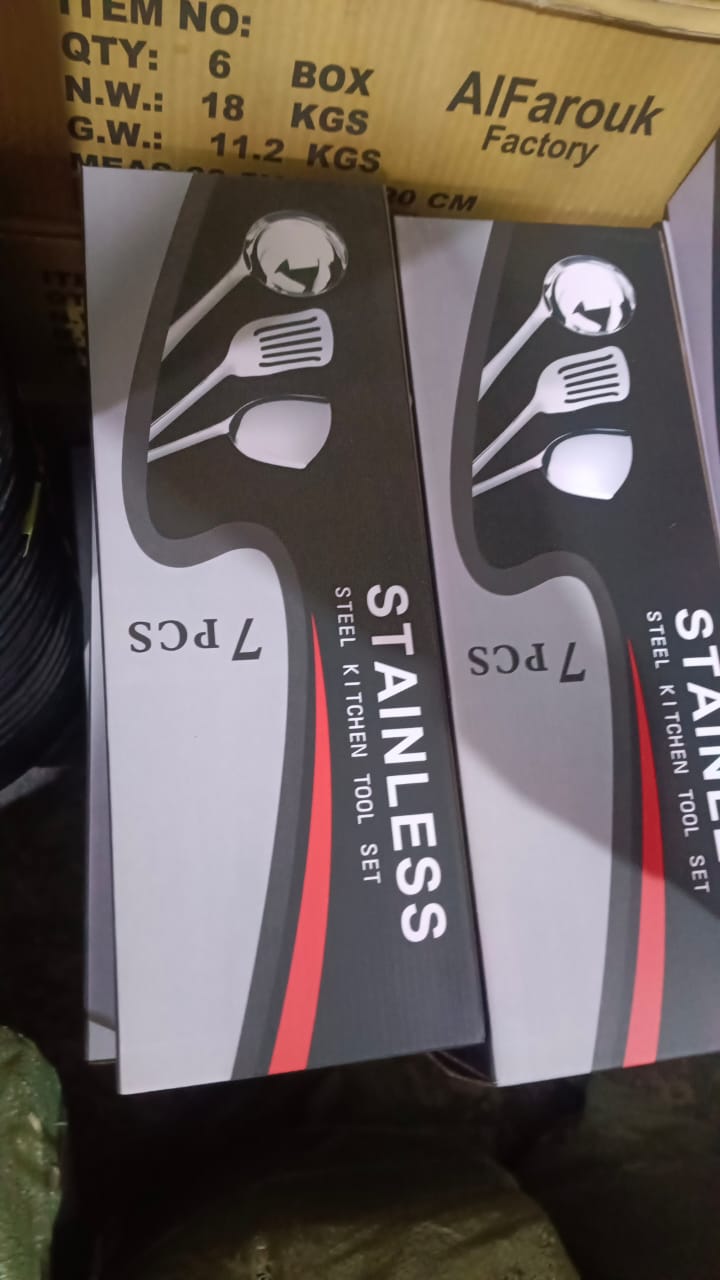 ITEM NO:
QTY: 6 BOX
N.W.: 18 KGS
G.W.: 11.2 KGS
CM
AlFarouk
Factory
7 PCS
STAINLESS
STEEL KITCHEN TOOL SET
7 PCS
STEEL KITCHEN TOOL SET